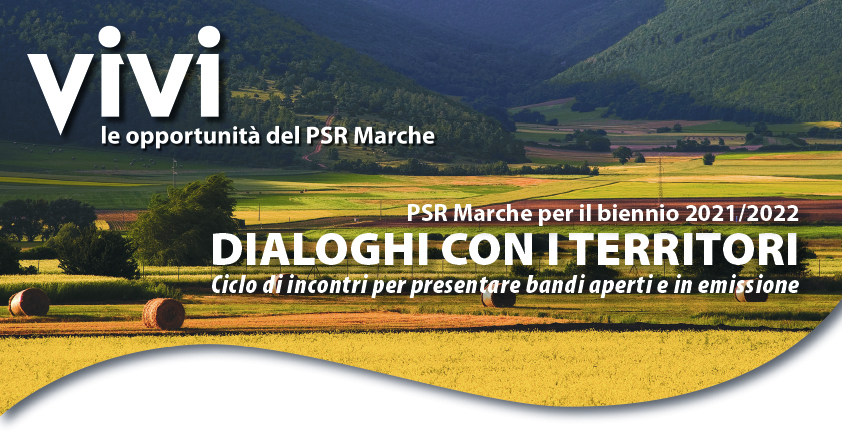 vivi
le opportunità del PSR Marche
PSR Marche per il biennio 2021/2022
DIALOGHI CON I TERRITORI
Ciclo di incontri per presentare bandi aperti e in emissione